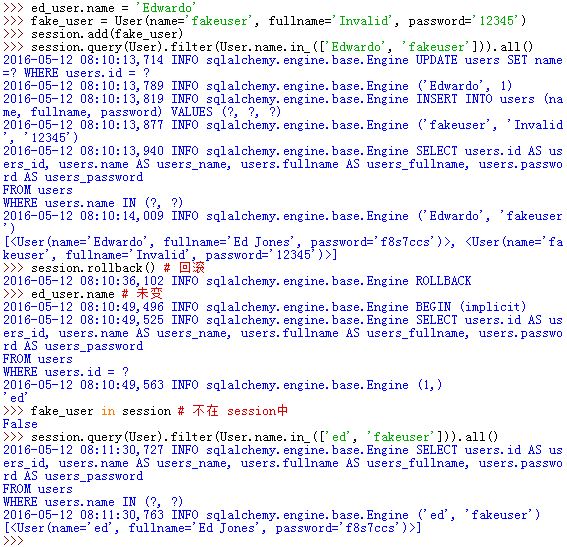 >>> ed_user.name = 'Edwardo'
>>> fake_user = User(name='fakeuser', fullname='Invalid', password='12345')
>>> session.add(fake_user)
>>> session.query(User).filter(User.name.in_(['Edwardo', 'fakeuser'])).all()
2016-05-12 08:10:13,714 INFO sqlalchemy.engine.base.Engine UPDATE users SET name
=? WHERE users.id = ?
2016-05-12 08:10:13,789 INFO sqlalchemy.engine.base.Engine ('Edwardo', 1)
2016-05-12 08:10:13,819 INFO sqlalchemy.engine.base.Engine INSERT INTO users (na
me, fullname, password) VALUES (?, ?, ?)
2016-05-12 08:10:13,877 INFO sqlalchemy.engine.base.Engine ('fakeuser', 'Invalid
', '12345')
2016-05-12 08:10:13,940 INFO sqlalchemy.engine.base.Engine SELECT users.id AS us
ers_id, users.name AS users_name, users.fullname AS users_fullname, users.passwo
rd AS users_password
FROM users
WHERE users.name IN (?, ?)
2016-05-12 08:10:14,009 INFO sqlalchemy.engine.base.Engine ('Edwardo', 'fakeuser
')
[<User(name='Edwardo', fullname='Ed Jones', password='f8s7ccs')>, <User(name='fa
keuser', fullname='Invalid', password='12345')>]
>>> session.rollback() # 回滚
2016-05-12 08:10:36,102 INFO sqlalchemy.engine.base.Engine ROLLBACK
>>> ed_user.name # 未变
2016-05-12 08:10:49,496 INFO sqlalchemy.engine.base.Engine BEGIN (implicit)
2016-05-12 08:10:49,525 INFO sqlalchemy.engine.base.Engine SELECT users.id AS us
ers_id, users.name AS users_name, users.fullname AS users_fullname, users.passwo
rd AS users_password
FROM users
WHERE users.id = ?
2016-05-12 08:10:49,563 INFO sqlalchemy.engine.base.Engine (1,)
'ed'
>>> fake_user in session # 不在 session中
False
>>> session.query(User).filter(User.name.in_(['ed', 'fakeuser'])).all()
2016-05-12 08:11:30,727 INFO sqlalchemy.engine.base.Engine SELECT users.id AS us
ers_id, users.name AS users_name, users.fullname AS users_fullname, users.passwo
rd AS users_password
FROM users
WHERE users.name IN (?, ?)
2016-05-12 08:11:30,763 INFO sqlalchemy.engine.base.Engine ('ed', 'fakeuser')
[<User(name='ed', fullname='Ed Jones', password='f8s7ccs')>]
>>>